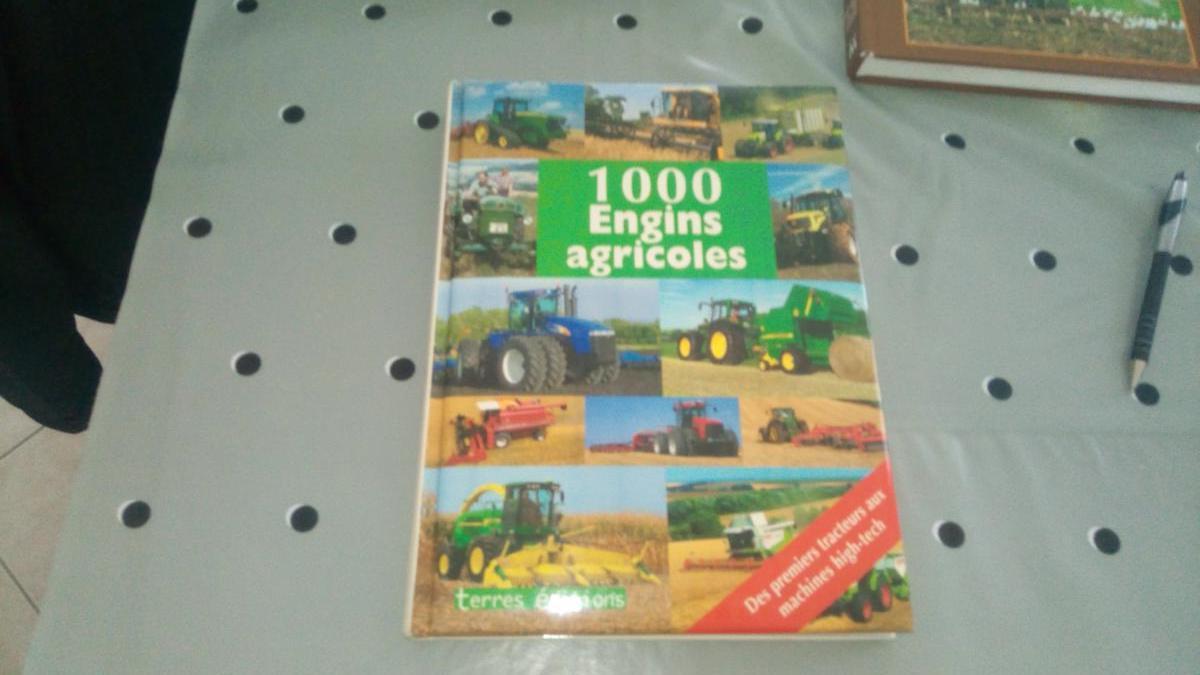 1000
Engins
agricoles
Des premiers tracteurs aux
machines high-tech
terres éditions